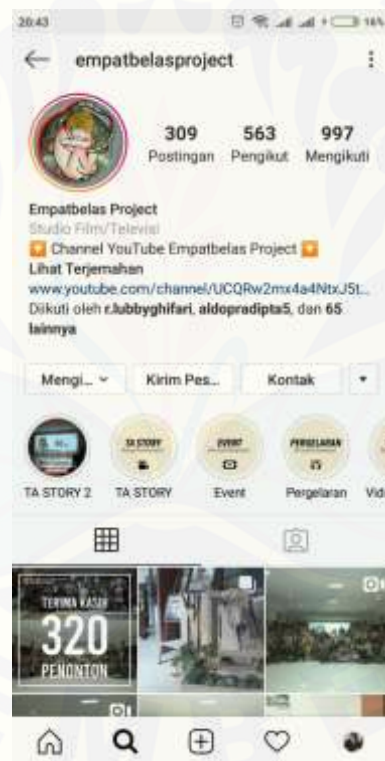 20:43
16%
empatbelasproject
309 563 997
Postingan Pengikut Mengikuti
Empatbelas Project
Studio Film/Televisi
Channel YouTube Empatbelas Project
Lihat Terjemahan
www.youtube.com/channel/UCQRw2mx4a4NtxJ5t...
Diikuti oleh r.lubbyghifari, aldopradipta5, dan 65
lainnya
Mengi... Kirim Pes... Kontak
TA STORY EVENT PERGELARAN
TA STORY 2 TA STORY Event Pergelaran Vid
TERIMA KASIH
320
PENONTON